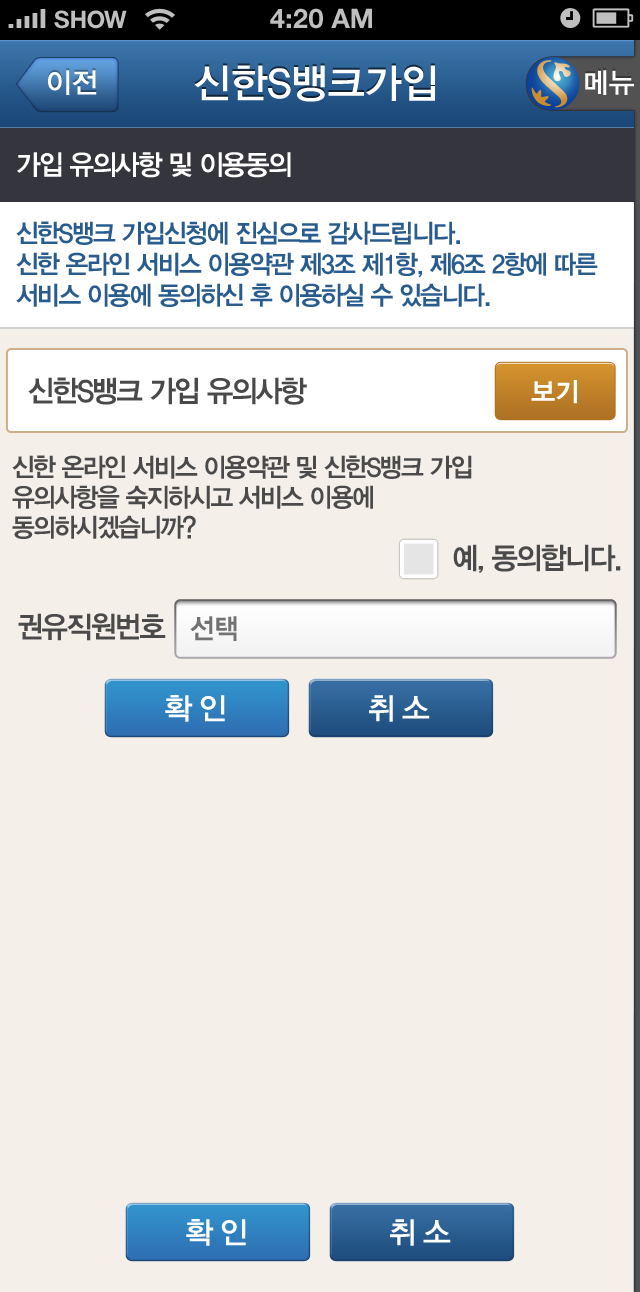 SHOW 4:20 AM
이전 신한S뱅크가입 메뉴
가입 유의사항 및 이용동의
신한S뱅크 가입신청에 진심으로 감사드립니다.
신한 온라인 서비스 이용약관 제3조 제1항, 제6조 2항에 따른
서비스 이용에 동의하신 후 이용하실 수 있습니다.
신한S뱅크 가입 유의사항 보기
신한 온라인 서비스 이용약관 및 신한S뱅크 가입
유의사항을 숙지하시고 서비스 이용에
동의하시겠습니까?
예, 동의합니다.
권유직원번호 선택
확 인 취 소
확 인 취 소